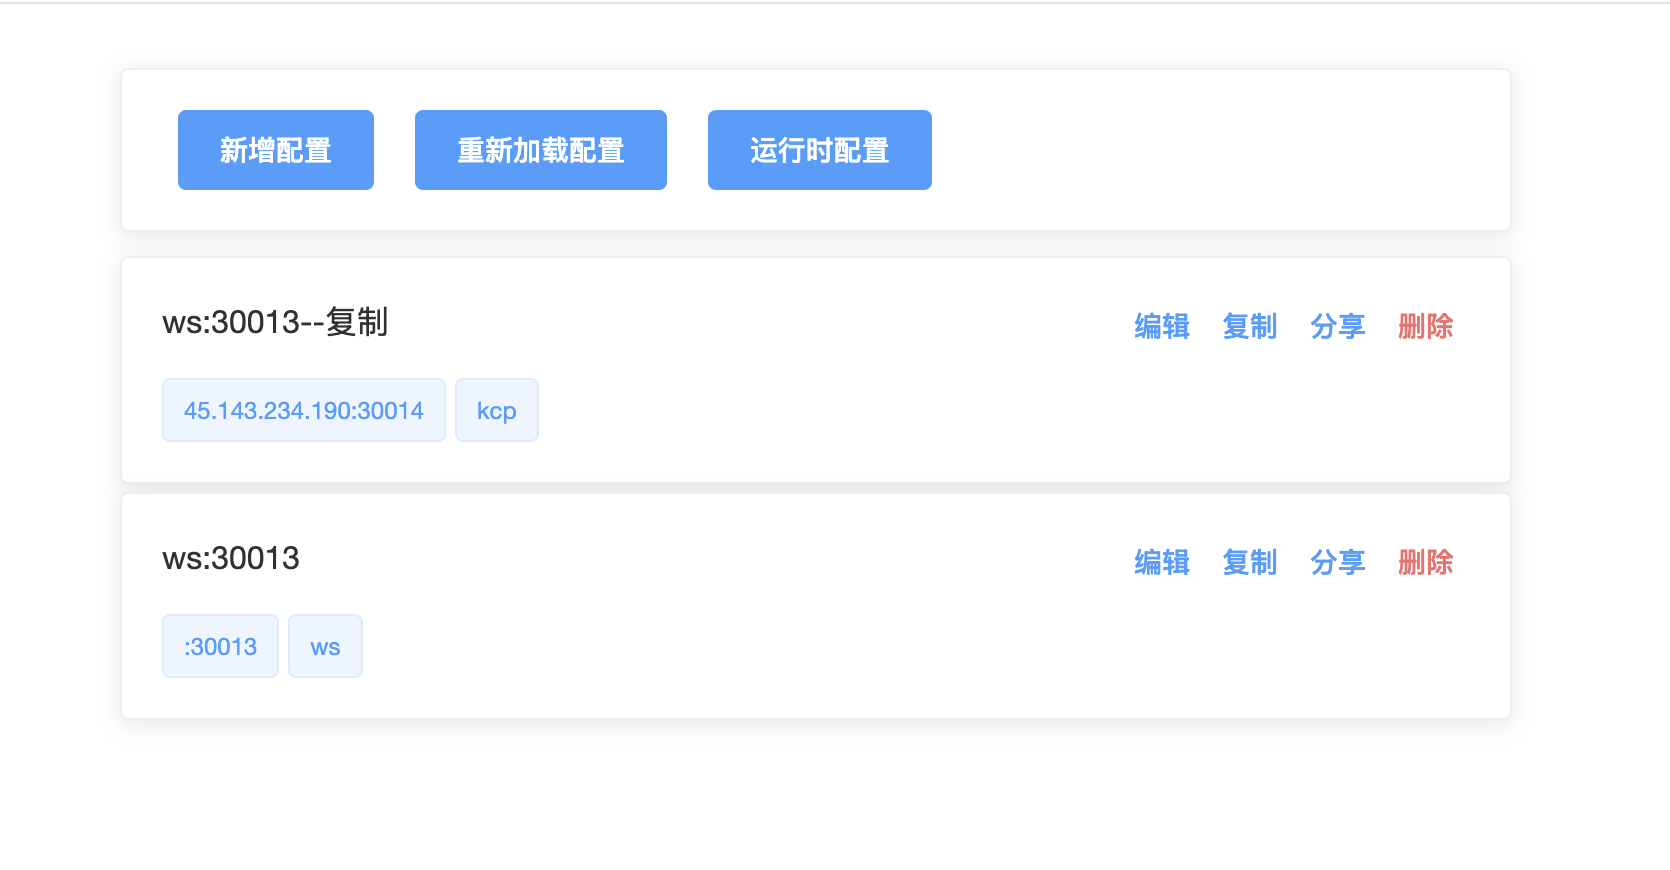 新增配置 重新加载配置 运行时配置
ws:30013--复制 编辑 复制 分享 删除
45.143.234.190:30014 kcp
ws:30013 编辑 复制 分享 删除
:30013 ws